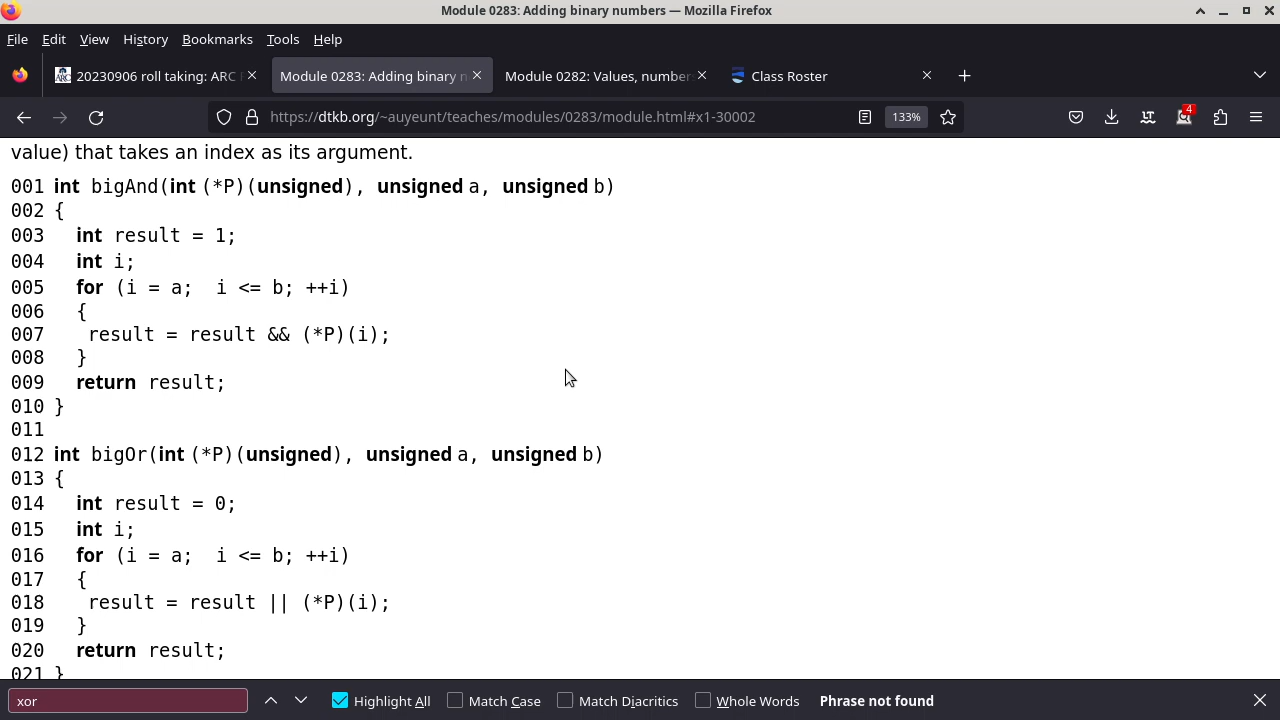 Module 0283: Adding binary numbers — Mozilla Firefox
File Edit View History Bookmarks Tools Help
20230906 roll taking: ARC Module 0283: Adding binary n Module 0282: Values, number Class Roster
https://dtkb.org/~auyeunt/teaches/modules/0283/module.html#x1-30002 133% 4
value) that takes an index as its argument.
001 int bigAnd(int (*P)(unsigned), unsigned a, unsigned b)
002 {
003 int result = 1;
004 int i;
005 for (i = a; i <= b; ++i)
006 {
007 result = result && (*P)(i);
008 }
009 return result;
010 }
011
012 int bigOr(int (*P)(unsigned), unsigned a, unsigned b)
013 {
014 int result = 0;
015 int i;
016 for (i = a; i <= b; ++i)
017 {
018 result = result || (*P)(i);
019 }
020 return result;
021 }
xor Highlight All Match Case Match Diacritics Whole Words Phrase not found